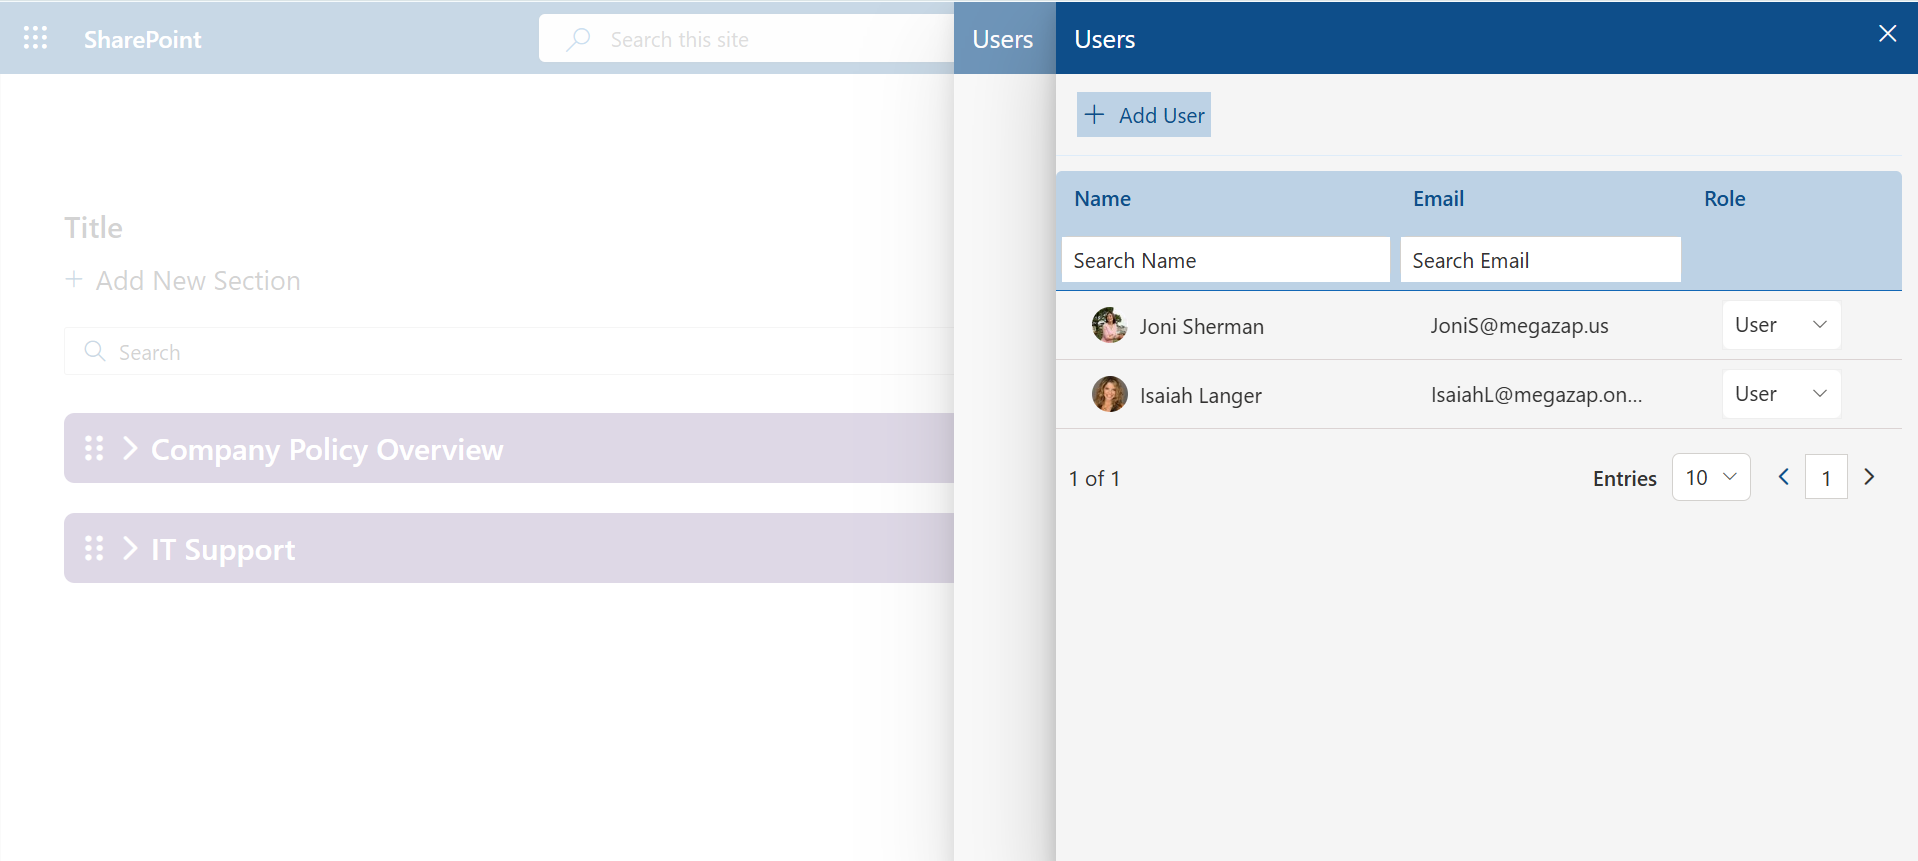 SharePoint
Search this site
Users
Users
Add User
Name Email Role
Search Name Search Email
Joni Sherman JoniS@megazap.us User
Isaiah Langer IsaiahL@megazap.on... User
1 of 1 Entries 10 1
Title
Add New Section
Search
Company Policy Overview
IT Support